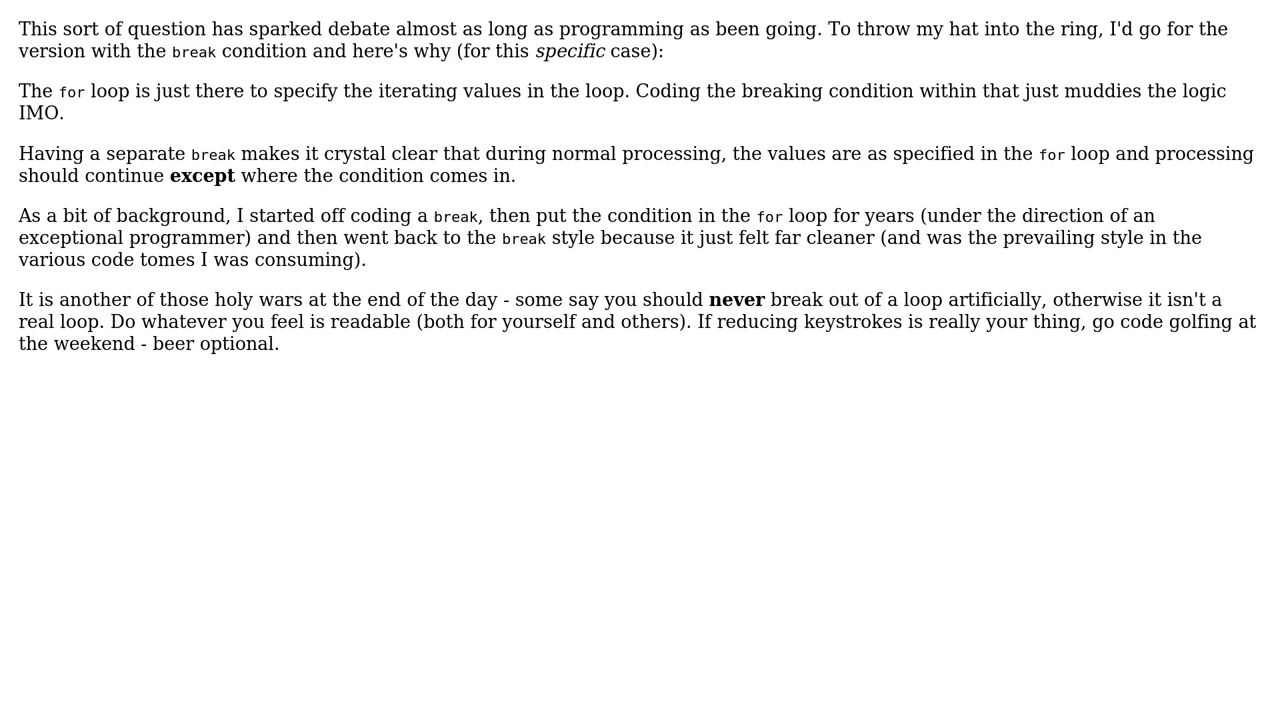 This sort of question has sparked debate almost as long as programming as been going. To throw my hat into the ring, I'd go for the
version with the break condition and here's why (for this specific case):
The for loop is just there to specify the iterating values in the loop. Coding the breaking condition within that just muddies the logic
IMO.
Having a separate break makes it crystal clear that during normal processing, the values are as specified in the for loop and processing
should continue except where the condition comes in.
As a bit of background, I started off coding a break, then put the condition in the for loop for years (under the direction of an
exceptional programmer) and then went back to the break style because it just felt far cleaner (and was the prevailing style in the
various code tomes I was consuming).
It is another of those holy wars at the end of the day - some say you should never break out of a loop artificially, otherwise it isn't a
real loop. Do whatever you feel is readable (both for yourself and others). If reducing keystrokes is really your thing, go code golfing at
the weekend - beer optional.